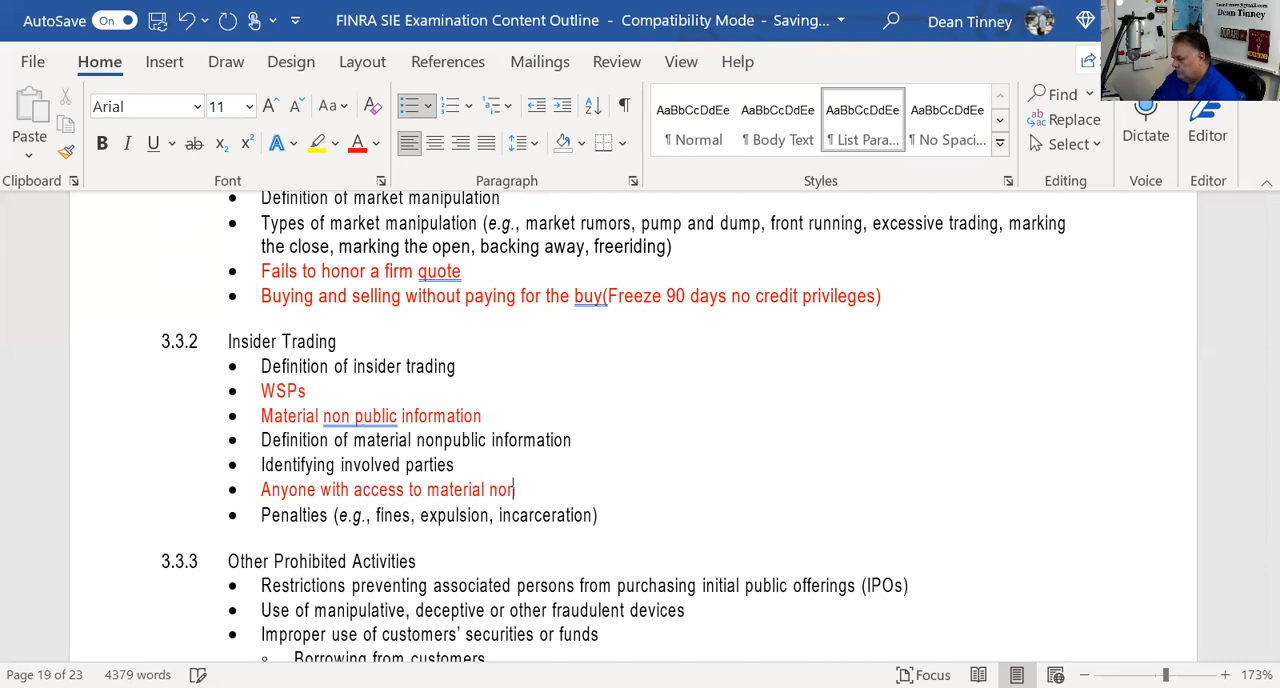 AutoSave On FINRA SIE Examination Content Outline - Compatibility Mode - Saving... Dean Tinney
Dean Tinney
File Home Insert Draw Design Layout References Mailings Review View Help
Paste Arial 11 Aa AaBbCcDdEe AaBbCcDdEe AaBbCcDdEe AaBbCcDdEe Find Replace Select Dictate Editor
¶ Normal ¶ Body Text ¶ List Para... ¶ No Spaci...
Clipboard Font Paragraph Styles Editing Voice Editor
• Definition of market manipulation
• Types of market manipulation (e.g., market rumors, pump and dump, front running, excessive trading, marking
the close, marking the open, backing away, freeriding)
• Fails to honor a firm quote
• Buying and selling without paying for the buy(Freeze 90 days no credit privileges)
3.3.2 Insider Trading
• Definition of insider trading
• WSPs
• Material non public information
• Definition of material nonpublic information
• Identifying involved parties
• Anyone with access to material non
• Penalties (e.g., fines, expulsion, incarceration)
3.3.3 Other Prohibited Activities
• Restrictions preventing associated persons from purchasing initial public offerings (IPOs)
• Use of manipulative, deceptive or other fraudulent devices
• Improper use of customers’ securities or funds
o Borrowing from customers
Page 19 of 23 4379 words Focus 173%